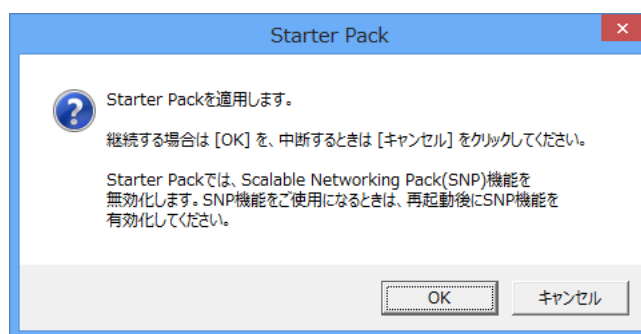 Starter Pack
Starter Packを適用します。
継続する場合は [OK] を、中断するときは [キャンセル] をクリックしてください。
Starter Packでは、Scalable Networking Pack(SNP)機能を
無効化します。SNP機能をご使用になるときは、再起動後にSNP機能を
有効化してください。
OK
キャンセル